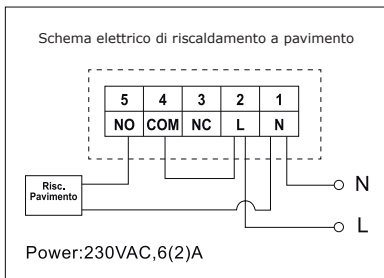 Schema elettrico di riscaldamento a pavimento
5 4 3 2 1
NO COM NC L N
Risc.
Pavimento
N
L
Power:230VAC,6(2)A